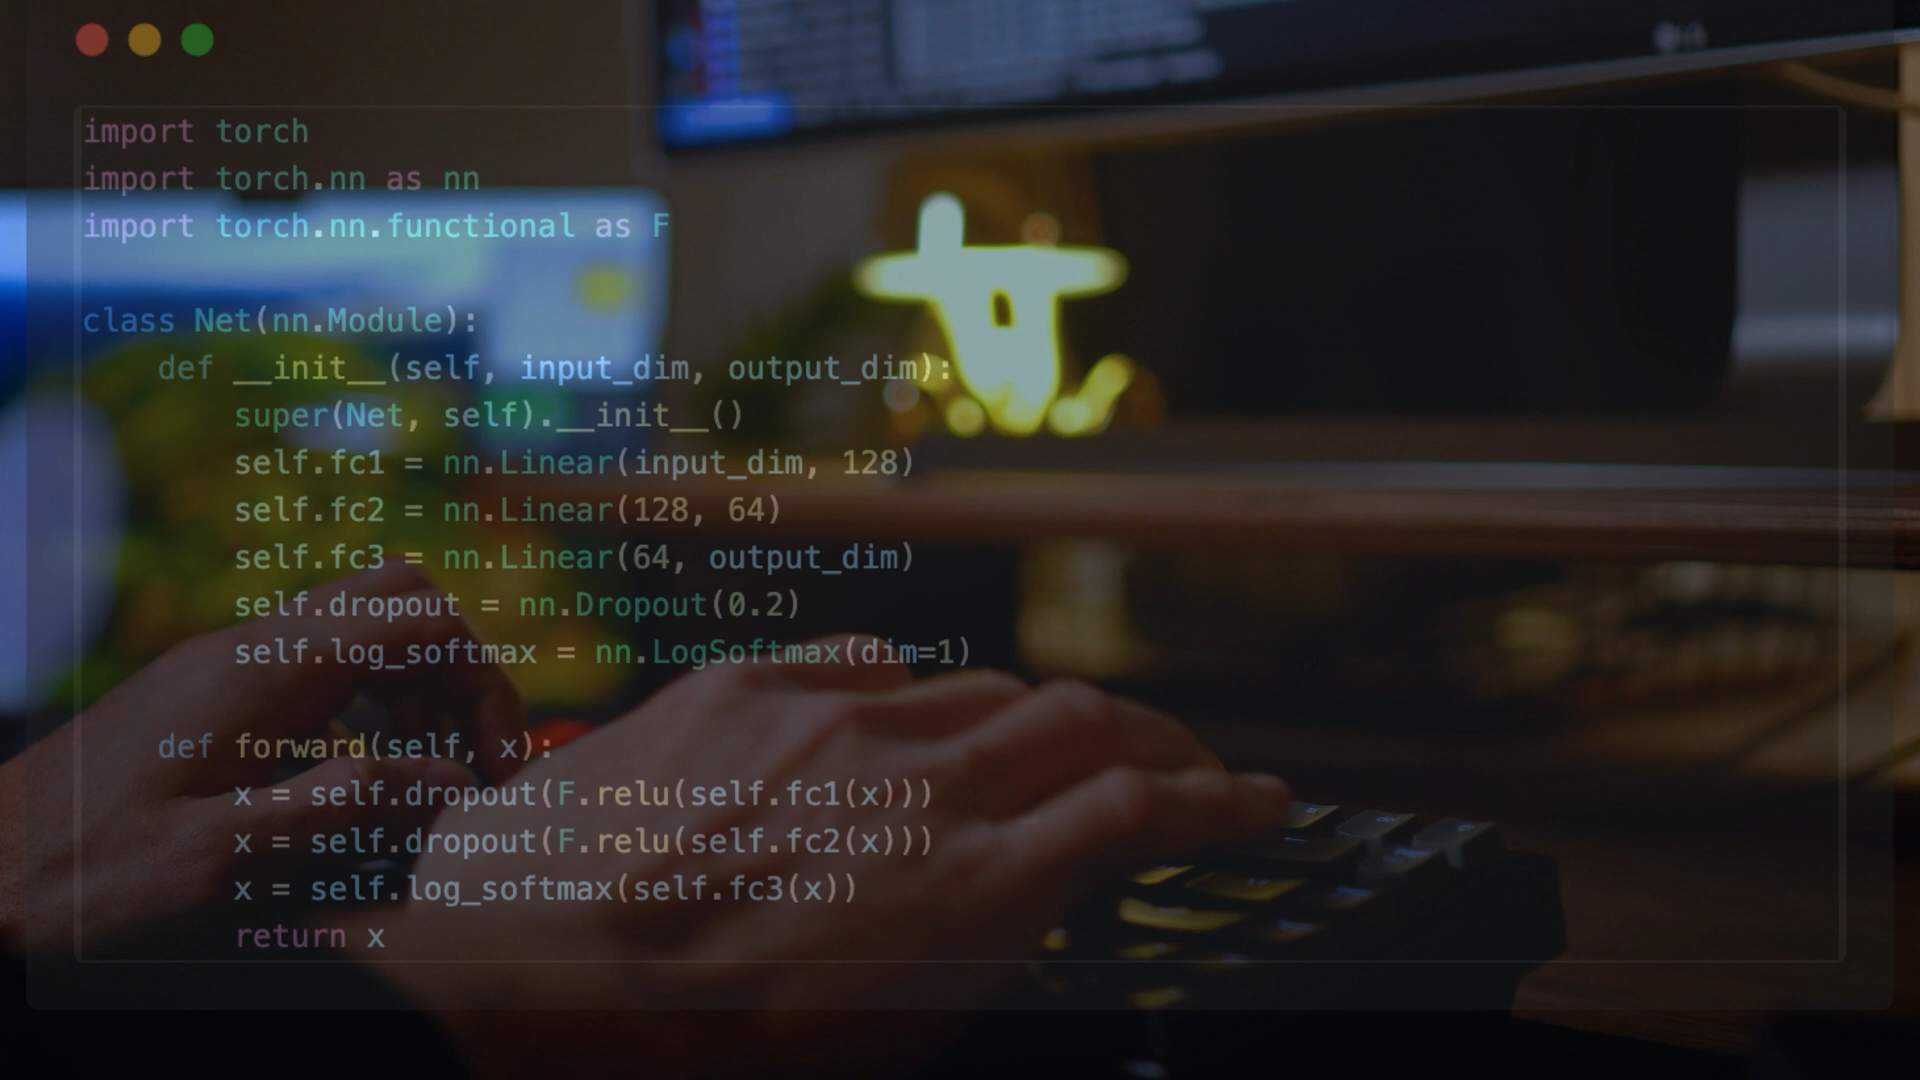 import torch
import torch.nn as nn
import torch.nn.functional as F
class Net(nn.Module):
    def __init__(self, input_dim, output_dim):
        super(Net, self).__init__()
        self.fc1 = nn.Linear(input_dim, 128)
        self.fc2 = nn.Linear(128, 64)
        self.fc3 = nn.Linear(64, output_dim)
        self.dropout = nn.Dropout(0.2)
        self.log_softmax = nn.LogSoftmax(dim=1)
    def forward(self, x):
        x = self.dropout(F.relu(self.fc1(x)))
        x = self.dropout(F.relu(self.fc2(x)))
        x = self.log_softmax(self.fc3(x))
        return x